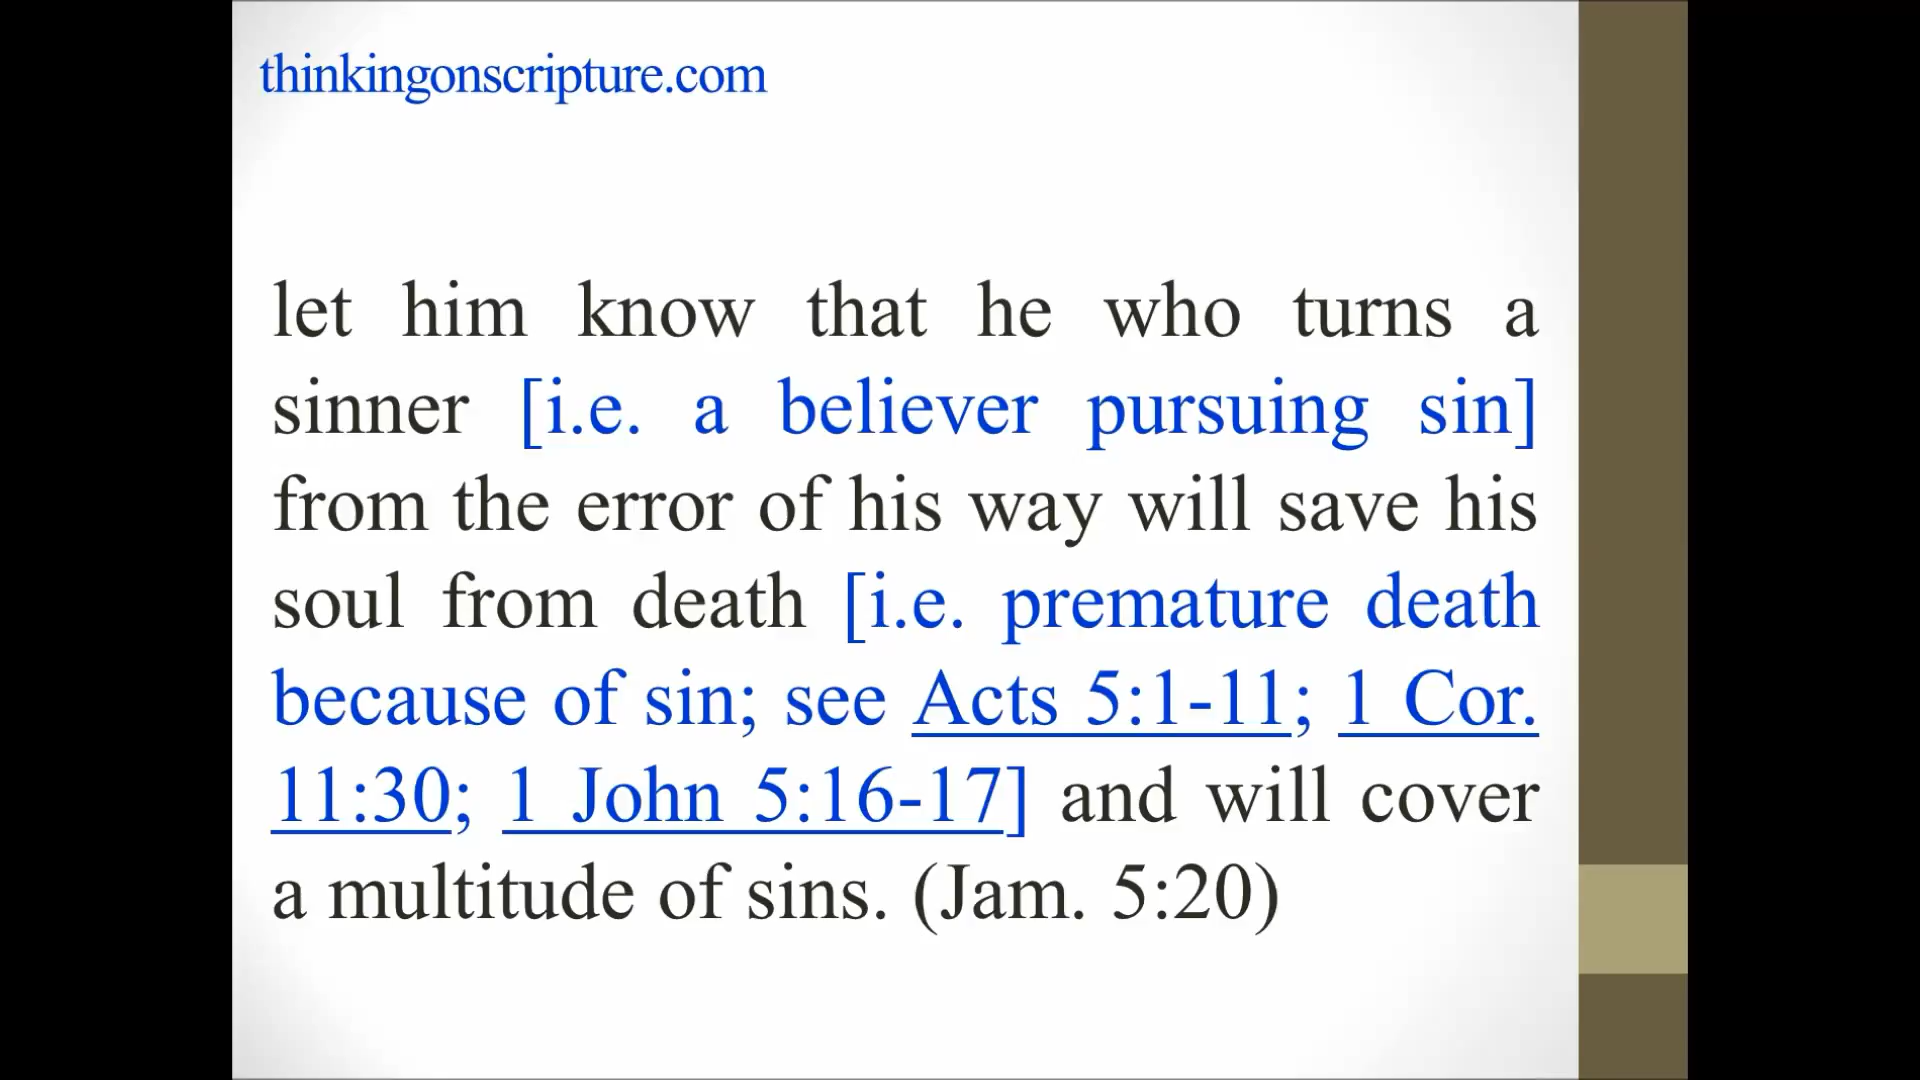 thinkingonscripture.com
let him know that he who turns a
sinner [i.e. a believer pursuing sin]
from the error of his way will save his
soul from death [i.e. premature death
because of sin; see Acts 5:1-11; 1 Cor.
11:30; 1 John 5:16-17] and will cover
a multitude of sins. (Jam. 5:20)